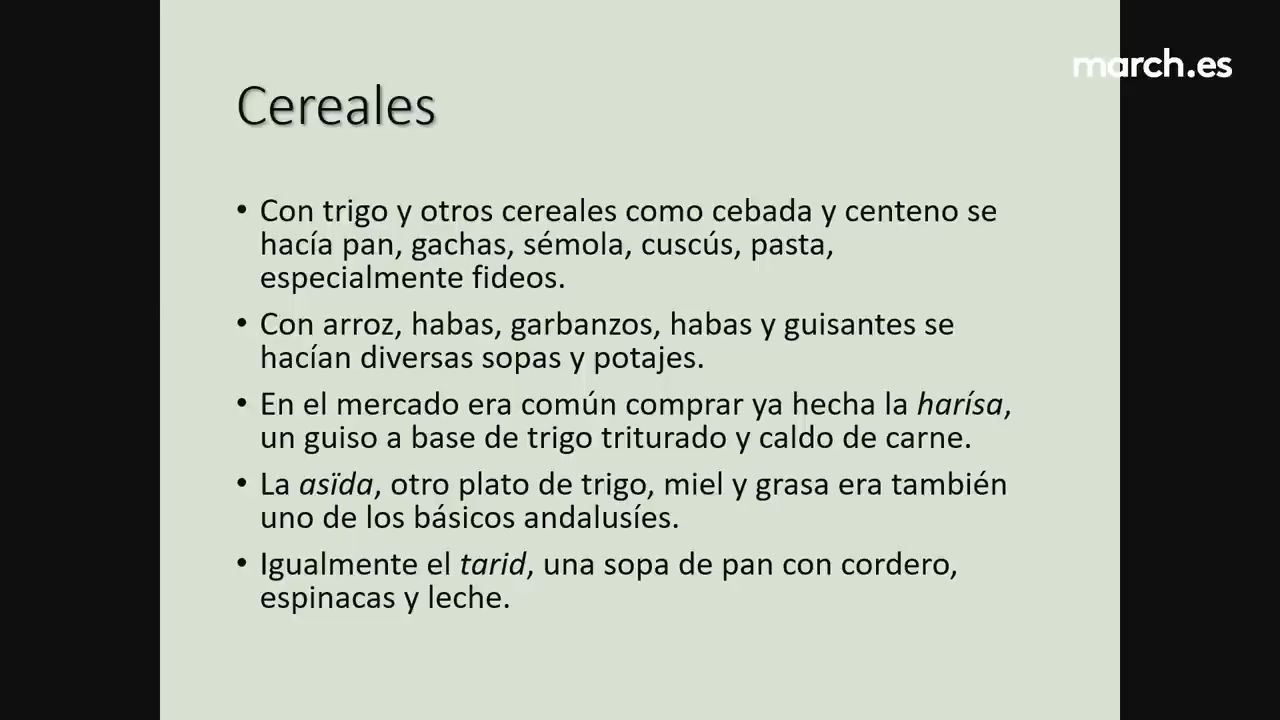 march.es
Cereales
• Con trigo y otros cereales como cebada y centeno se
hacía pan, gachas, sémola, cuscús, pasta,
especialmente fideos.
• Con arroz, habas, garbanzos, habas y guisantes se
hacían diversas sopas y potajes.
• En el mercado era común comprar ya hecha la harísa,
un guiso a base de trigo triturado y caldo de carne.
• La asïda, otro plato de trigo, miel y grasa era también
uno de los básicos andalusíes.
• Igualmente el tarid, una sopa de pan con cordero,
espinacas y leche.